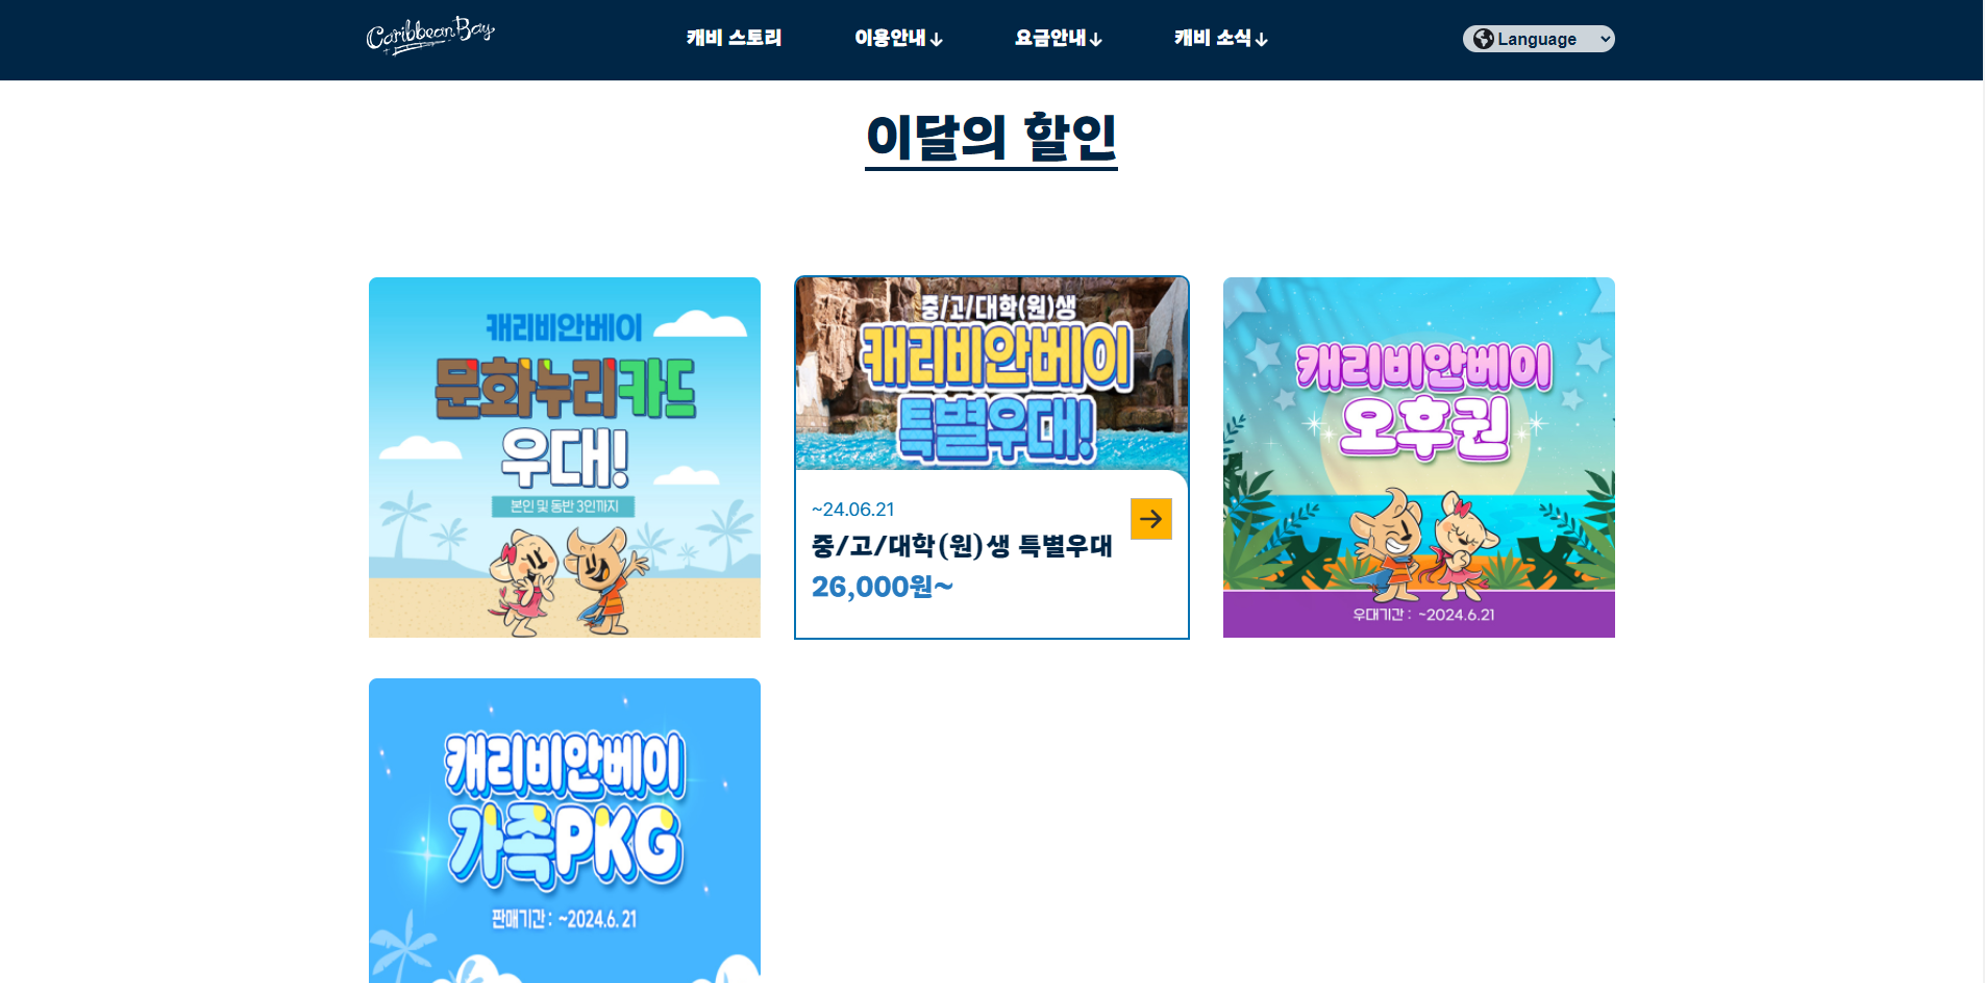 Caribbean Bay
캐비 스토리
이용안내↓
요금안내↓
캐비 소식↓
Language
이달의 할인
캐리비안베이
문화누리카드
우대!
본인 및 동반 3인까지
중/고/대학(원)생
캐리비안베이
특별우대!
~24.06.21
중/고/대학(원)생 특별우대
26,000원~
캐리비안베이
오후권
우대기간 : ~2024.6.21
캐리비안베이
가족PKG
판매기간 : ~2024.6.21